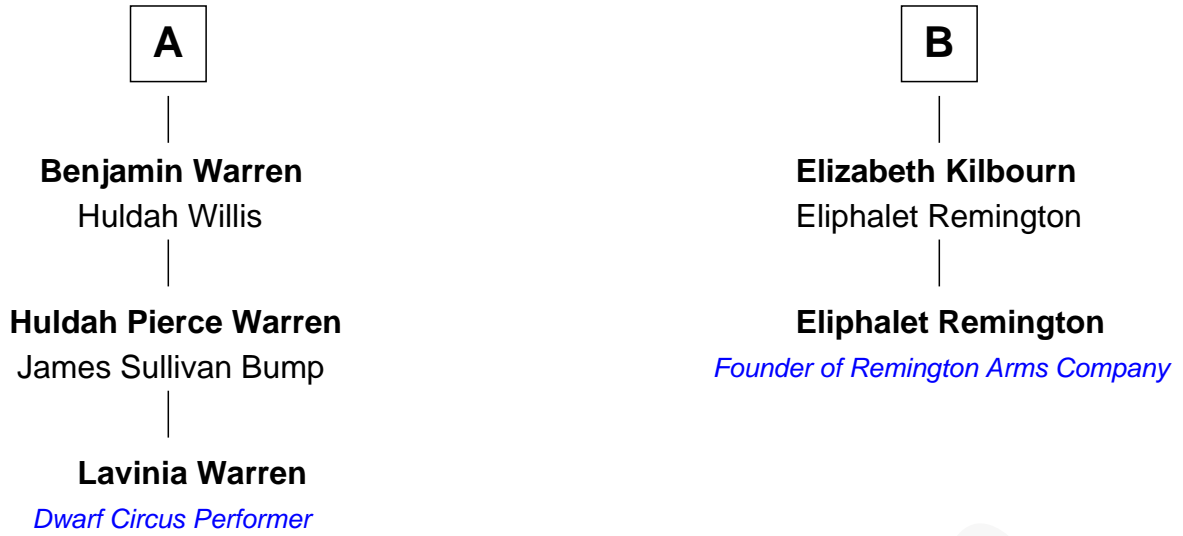 A
Benjamin Warren
Huldah Willis
Huldah Pierce Warren
James Sullivan Bump
Lavinia Warren
Dwarf Circus Performer
B
Elizabeth Kilbourn
Eliphalet Remington
Eliphalet Remington
Founder of Remington Arms Company